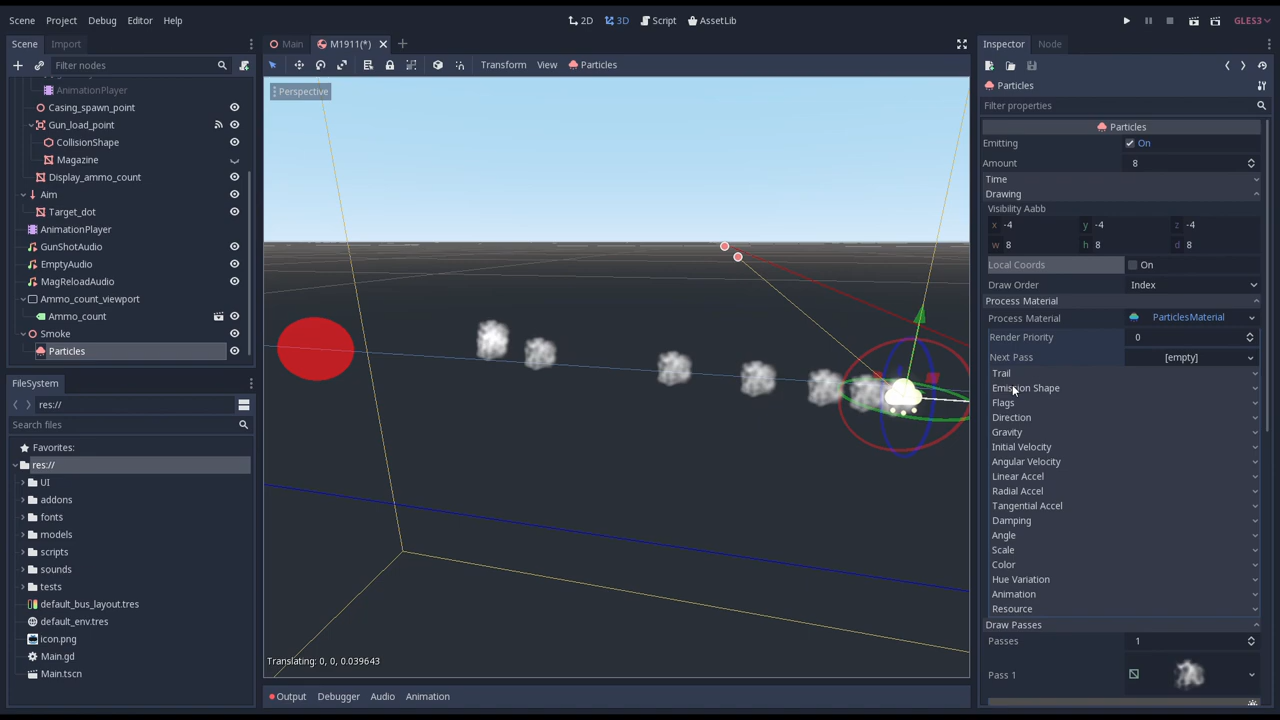 Scene Project Debug Editor Help
2D 3D Script AssetLib
GLES3
Scene Import
Filter nodes
AnimationPlayer
Casing_spawn_point
Gun_load_point
CollisionShape
Magazine
Display_ammo_count
Aim
Target_dot
AnimationPlayer
GunShotAudio
EmptyAudio
MagReloadAudio
Ammo_count_viewport
Ammo_count
Smoke
Particles
FileSystem
res://
Search files
Favorites:
res://
UI
addons
fonts
models
scripts
sounds
tests
default_bus_layout.tres
default_env.tres
icon.png
Main.gd
Main.tscn
Main M1911(*)
Transform View Particles
Perspective
Translating: 0, 0, 0.039643
Output Debugger Audio Animation
Inspector Node
Particles
Filter properties
Particles
Emitting On
Amount 8
Time
Drawing
Visibility Aabb
x -4 y -4 z -4
w 8 h 8 d 8
Local Coords On
Draw Order Index
Process Material
Process Material ParticlesMaterial
Render Priority 0
Next Pass [empty]
Trail
Emission Shape
Flags
Direction
Gravity
Initial Velocity
Angular Velocity
Linear Accel
Radial Accel
Tangential Accel
Damping
Angle
Scale
Color
Hue Variation
Animation
Resource
Draw Passes
Passes 1
Pass 1